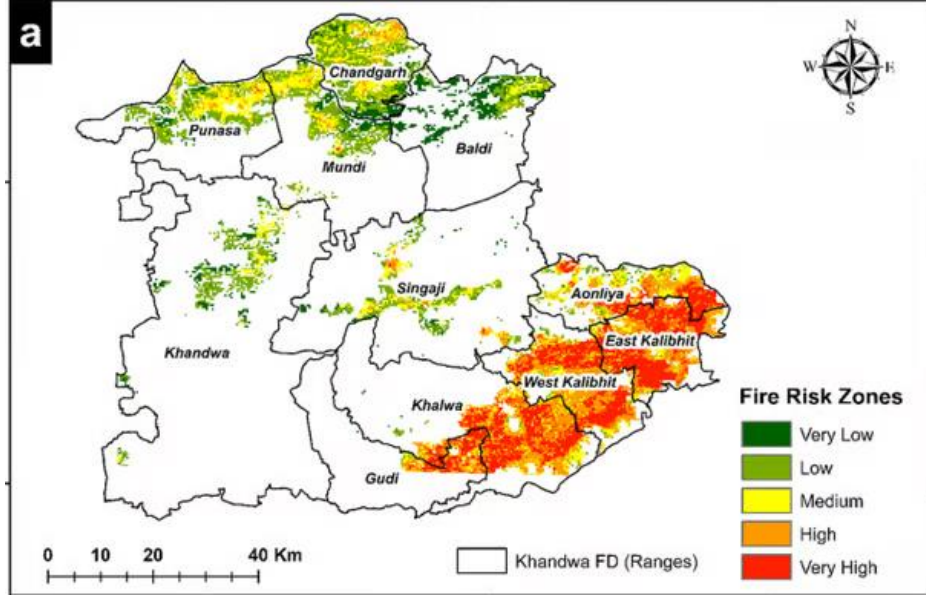 a
N
W E
S
Chandgarh
Punasa
Baldi
Mundi
Singaji
Aonliya
East Kalibhit
Khandwa
West Kalibhit
Khalwa
Gudi
Fire Risk Zones
Very Low
Low
Medium
High
Very High
0 10 20 40 Km
Khandwa FD (Ranges)